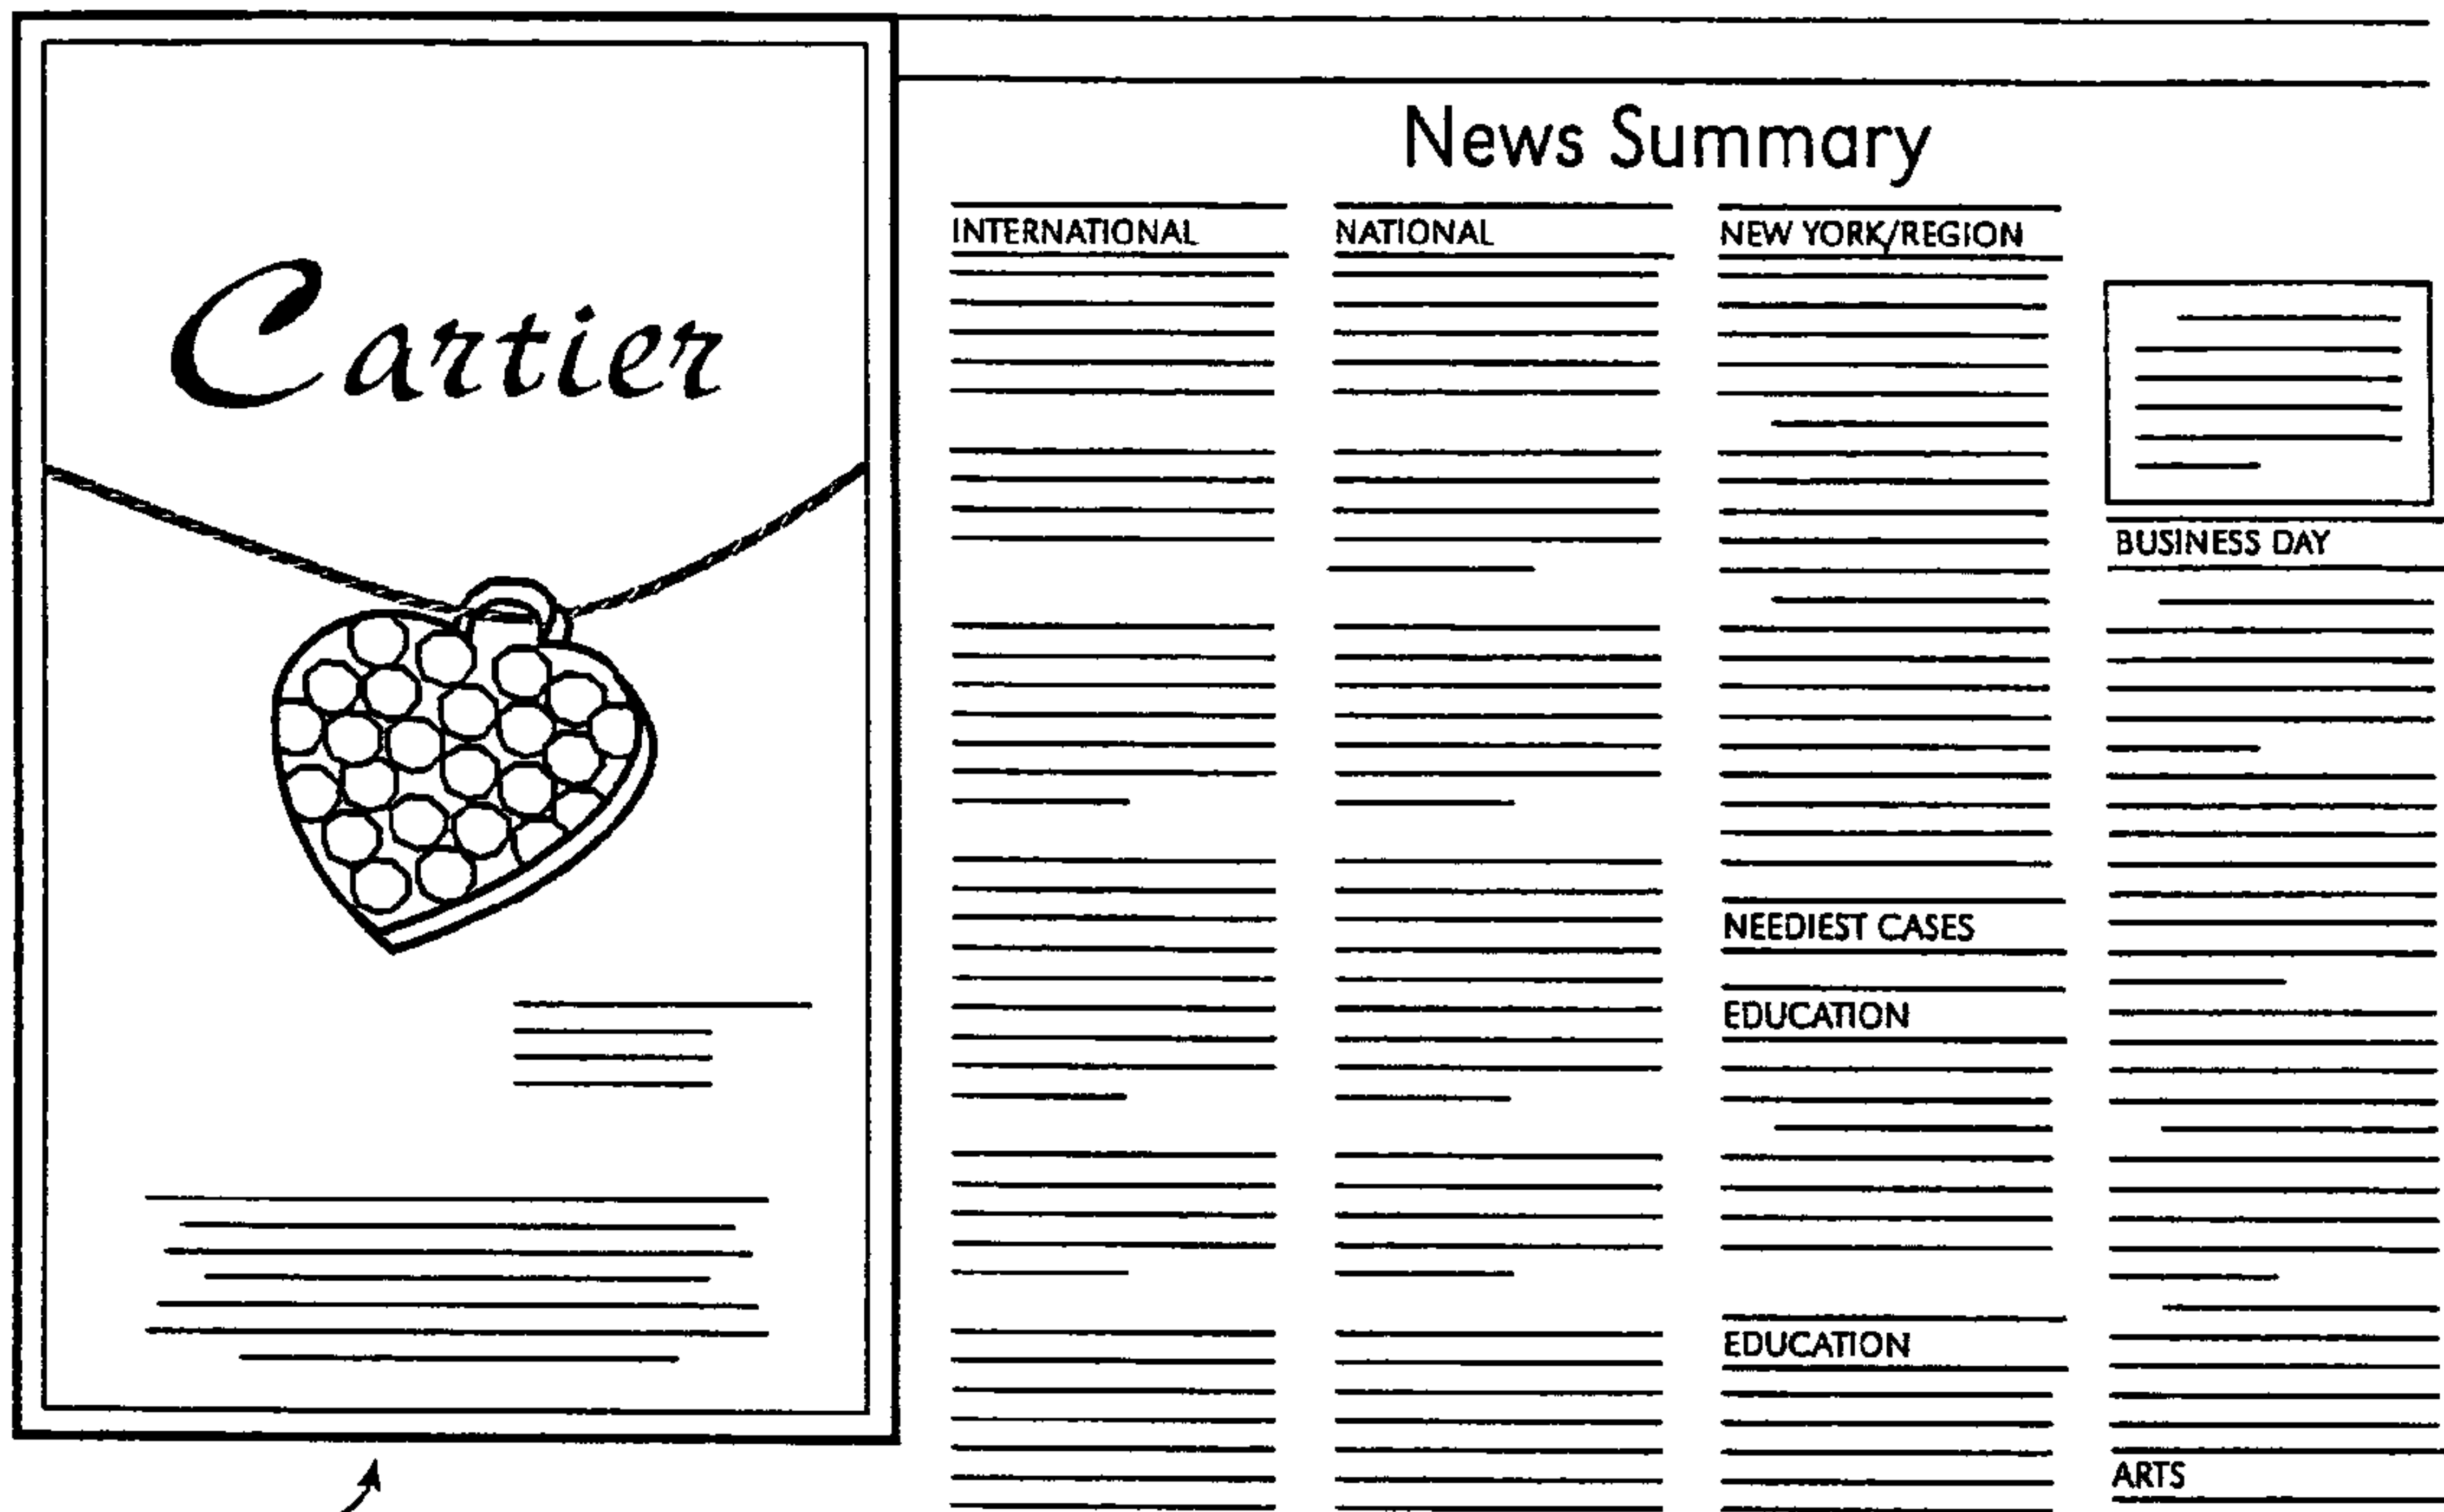 Cartier
News Summary
INTERNATIONAL
NATIONAL
NEW YORK/REGION
NEEDIEST CASES
EDUCATION
EDUCATION
BUSINESS DAY
ARTS